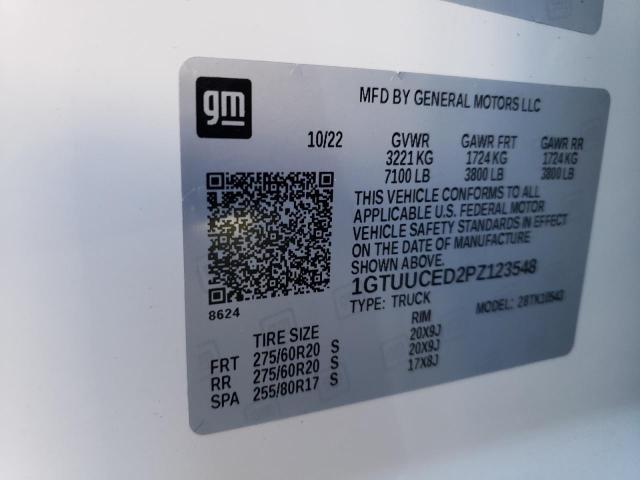 gm
MFD BY GENERAL MOTORS LLC
10/22 GVWR GAWR FRT GAWR RR
3221 KG 1724 KG 1724 KG
7100 LB 3800 LB 3800 LB
THIS VEHICLE CONFORMS TO ALL
APPLICABLE U.S. FEDERAL MOTOR
VEHICLE SAFETY STANDARDS IN EFFECT
ON THE DATE OF MANUFACTURE
SHOWN ABOVE.
1GTUUCED2PZ123548
8624
TYPE: TRUCK MODEL: 28TK10543
TIRE SIZE RIM
FRT 275/60R20 S 20X9J
RR 275/60R20 S 20X9J
SPA 255/80R17 S 17X8J